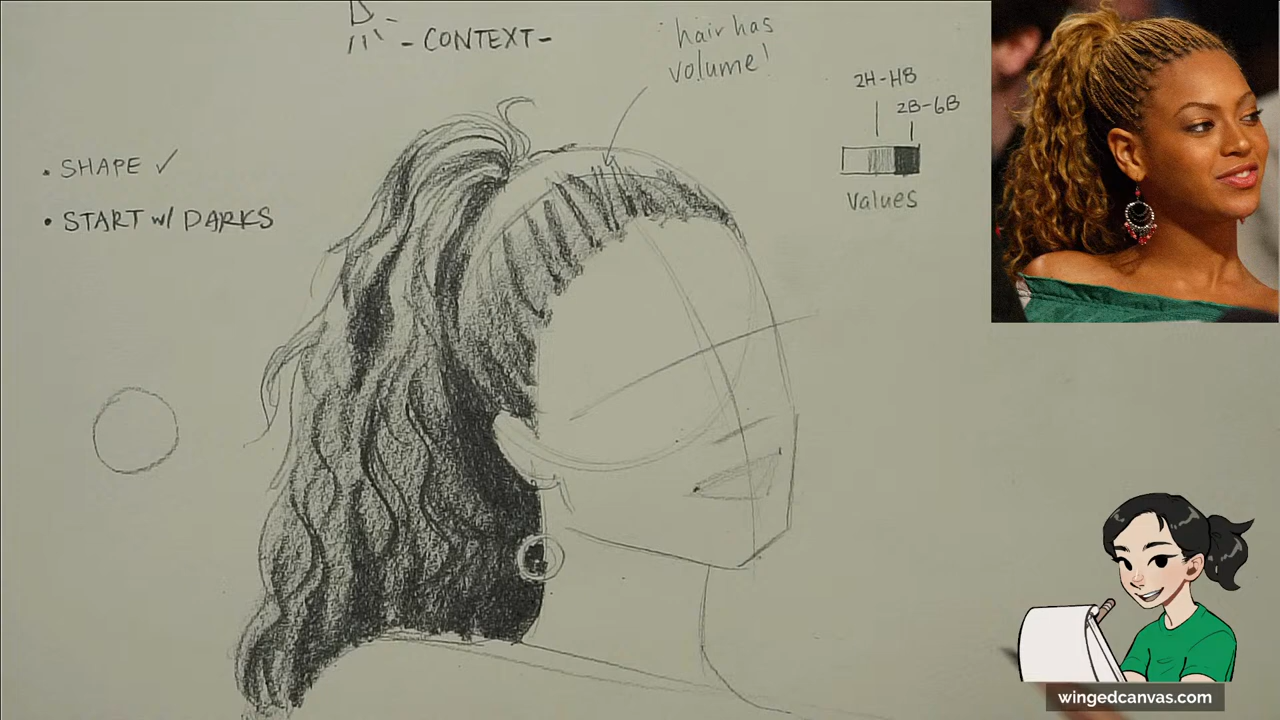 - CONTEXT -
hair has
volume!
2H-HB
2B-6B
values
• SHAPE ✓
• START w/ DARKS
wingedcanvas.com